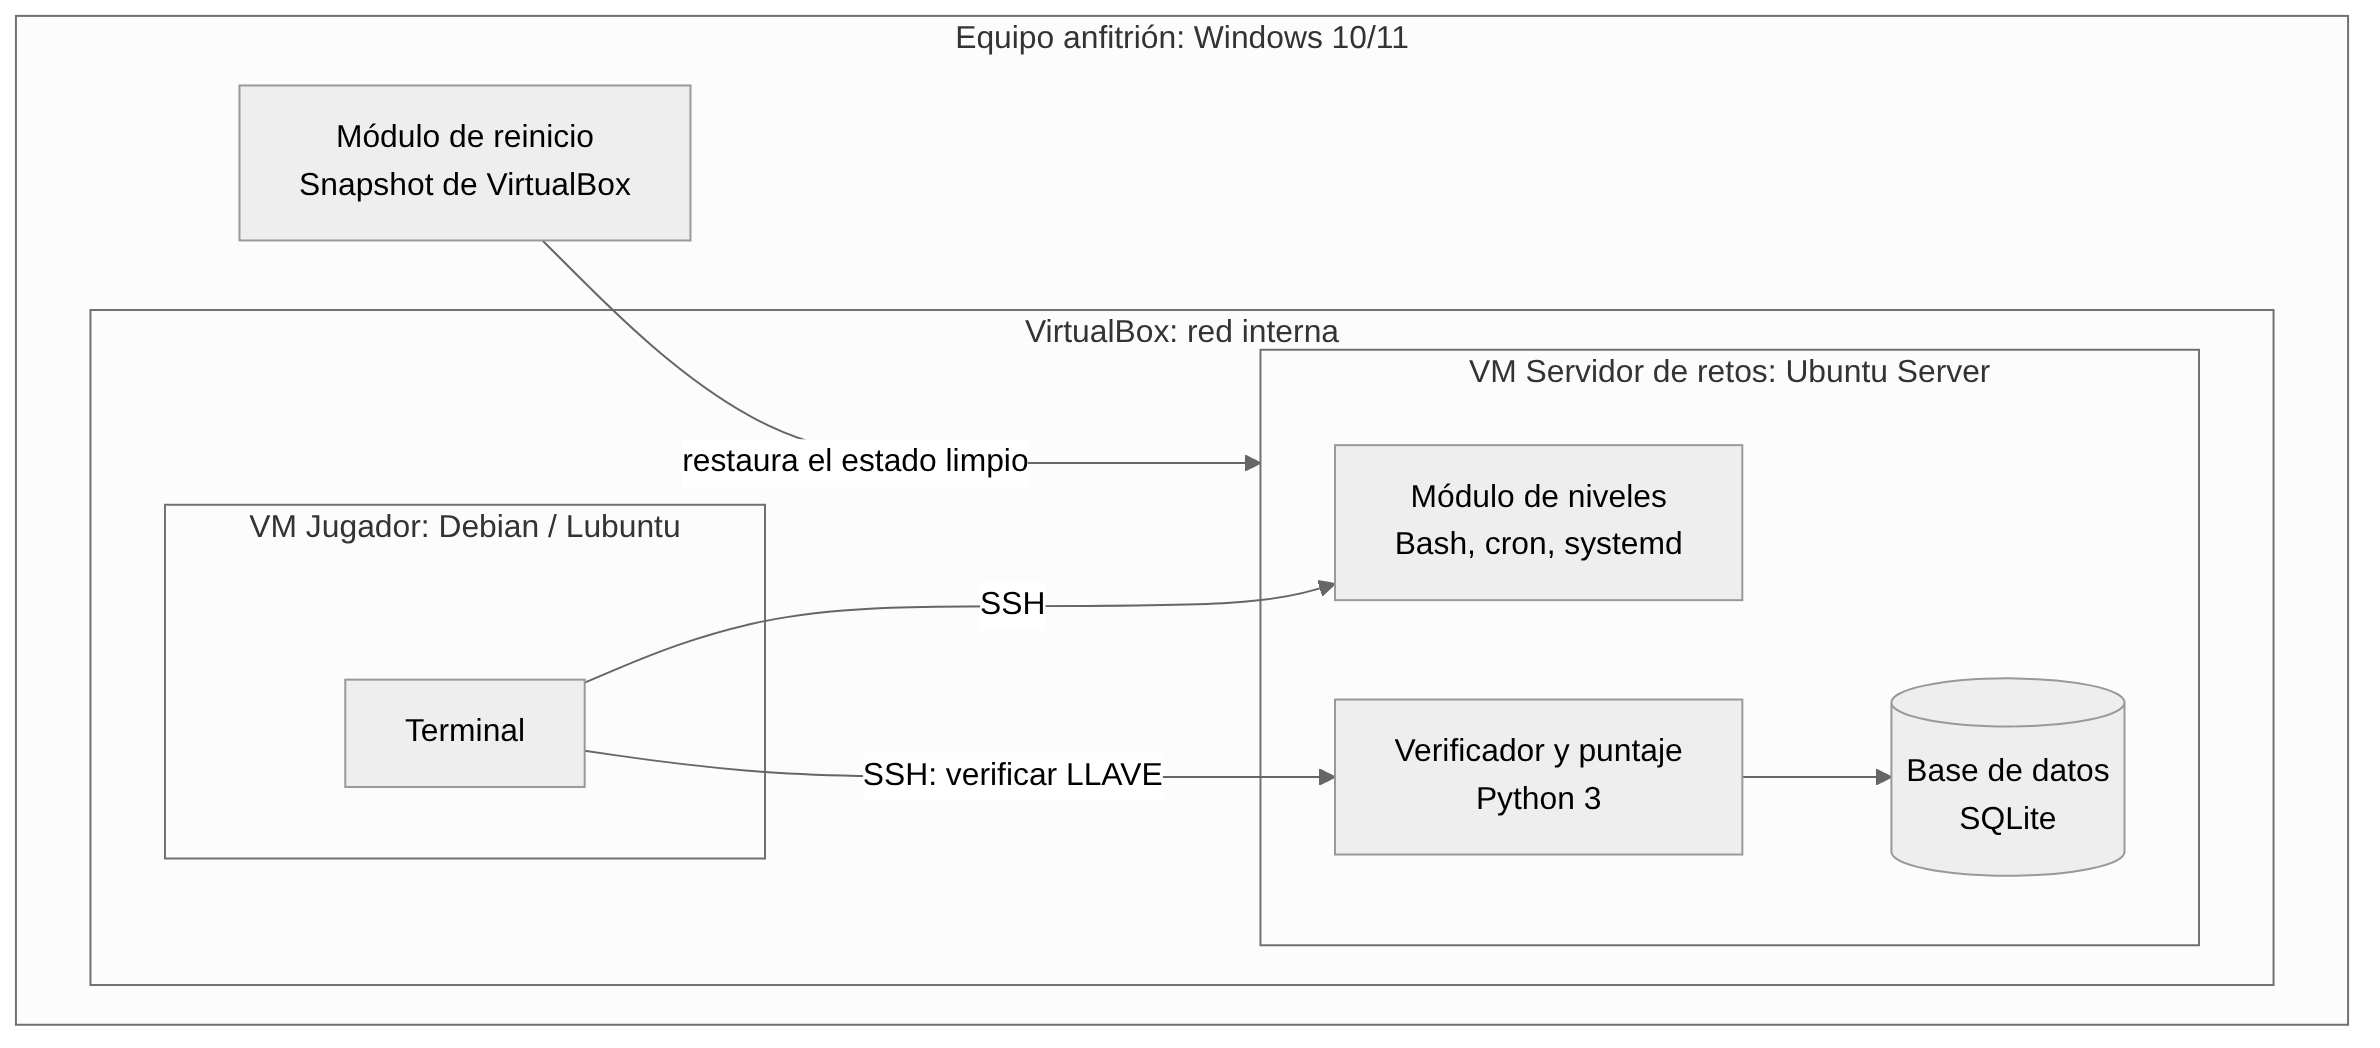 Equipo anfitrión: Windows 10/11
Módulo de reinicio
Snapshot de VirtualBox
VirtualBox: red interna
VM Servidor de retos: Ubuntu Server
restaura el estado limpio
Módulo de niveles
Bash, cron, systemd
VM Jugador: Debian / Lubuntu
SSH
Terminal
SSH: verificar LLAVE
Verificador y puntaje
Python 3
Base de datos
SQLite